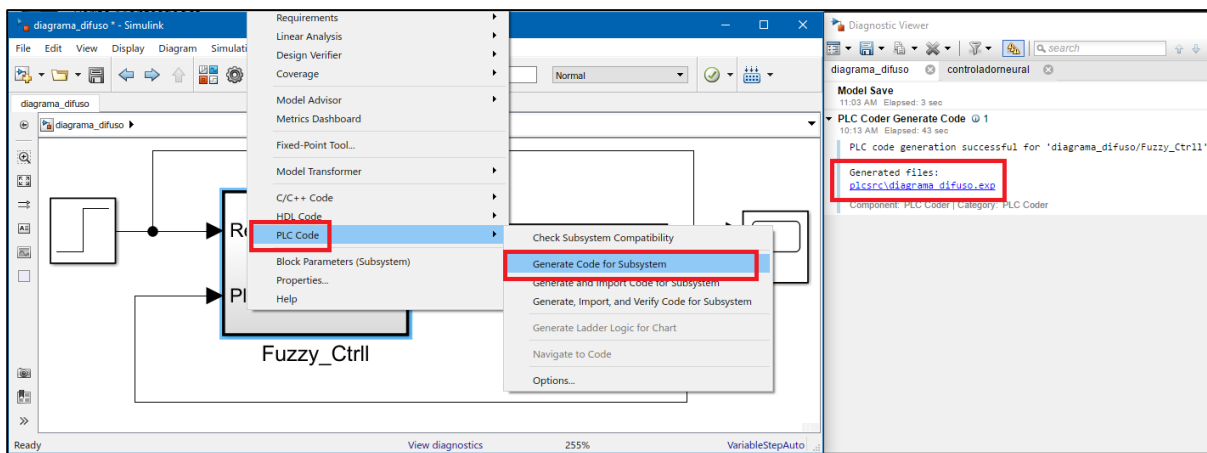 diagrama_difuso * - Simulink
File Edit View Display Diagram Simulati
Normal
diagrama_difuso
diagrama_difuso
Re
Pl
Fuzzy_Ctrll
Ready
View diagnostics
255%
VariableStepAuto
Requirements
Linear Analysis
Design Verifier
Coverage
Model Advisor
Metrics Dashboard
Fixed-Point Tool...
Model Transformer
C/C++ Code
HDL Code
PLC Code
Block Parameters (Subsystem)
Properties...
Help
Check Subsystem Compatibility
Generate Code for Subsystem
Generate and Import Code for Subsystem
Generate, Import, and Verify Code for Subsystem
Generate Ladder Logic for Chart
Navigate to Code
Options...
Diagnostic Viewer
search
diagrama_difuso controladorneural
Model Save
11:03 AM Elapsed: 3 sec
PLC Coder Generate Code 1
10:13 AM Elapsed: 43 sec
PLC code generation successful for 'diagrama_difuso/Fuzzy_Ctrll'
Generated files:
plcsrc\diagrama_difuso.exp
Component: PLC Coder | Category: PLC Coder